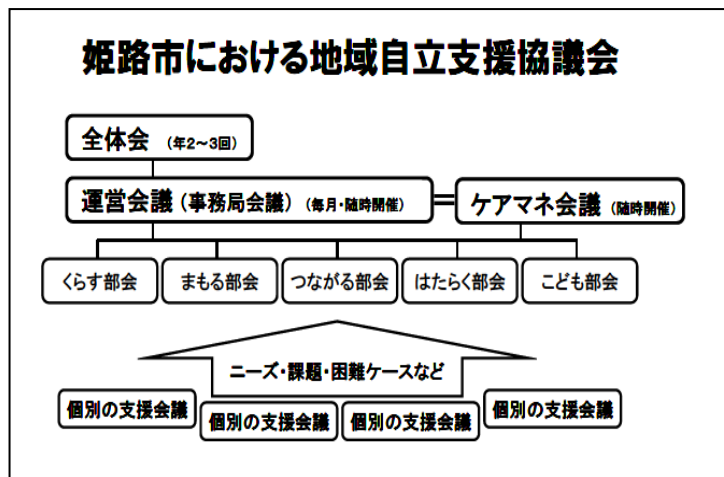 姫路市における地域自立支援協議会
全体会 (年2～3回)
運営会議(事務局会議) (毎月・随時開催)
ケアマネ会議 (随時開催)
くらす部会
まもる部会
つながる部会
はたらく部会
こども部会
ニーズ・課題・困難ケースなど
個別の支援会議
個別の支援会議
個別の支援会議
個別の支援会議